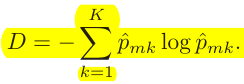 $D = -\sum_{k=1}^{K} \hat{p}_{mk} \log \hat{p}_{mk}.$